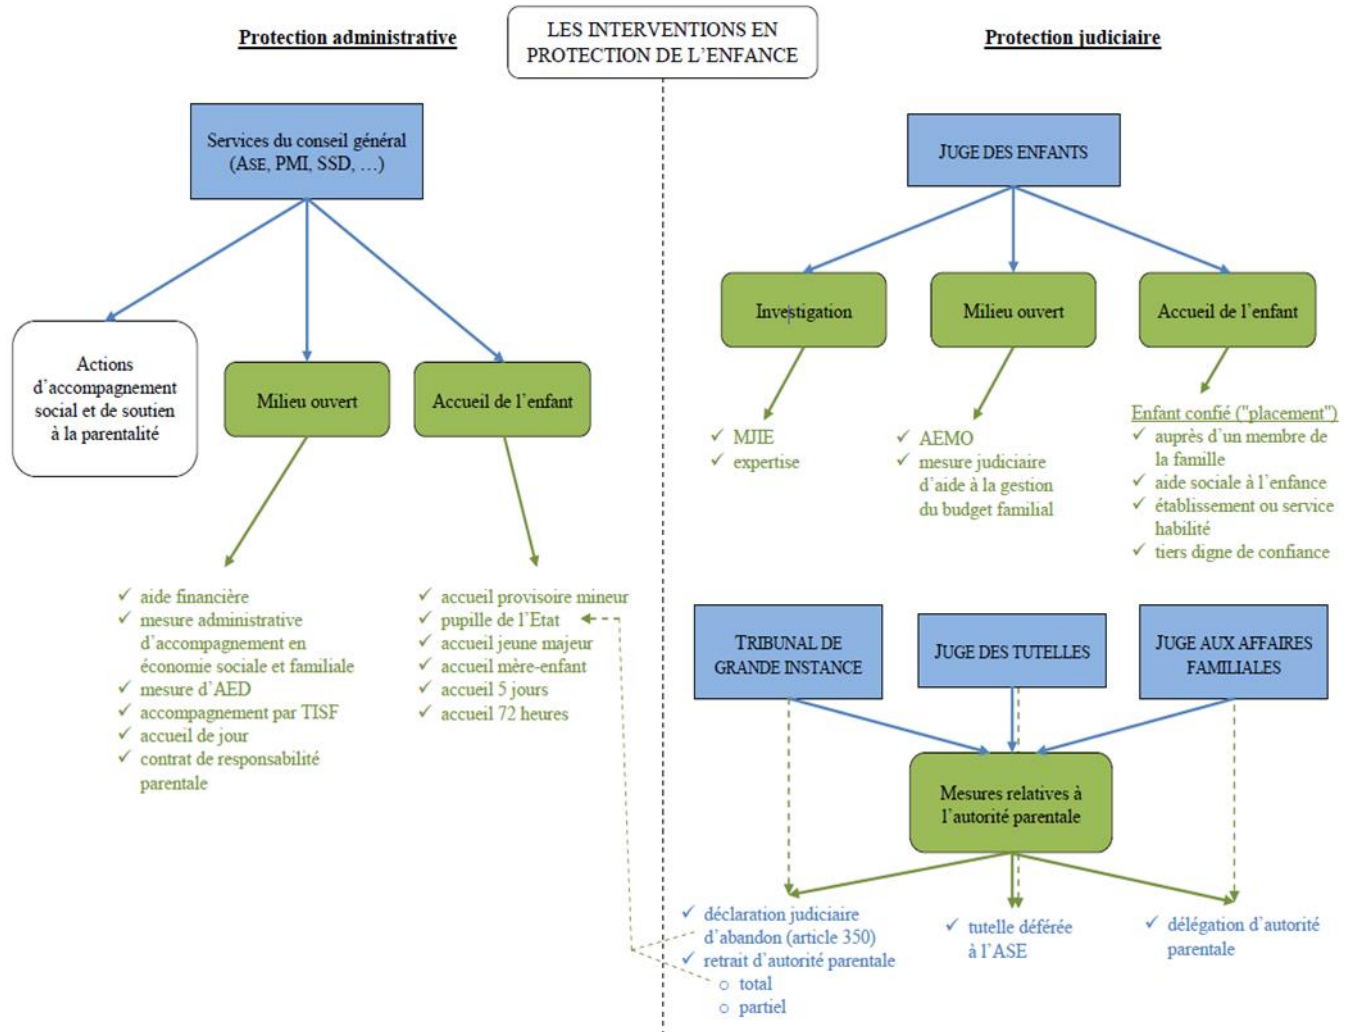 LES INTERVENTIONS EN
PROTECTION DE L'ENFANCE
Protection administrative
Services du conseil général
(ASE, PMI, SSD, …)
Actions
d'accompagnement
social et de soutien
à la parentalité
Milieu ouvert
Accueil de l'enfant
✓ aide financière
✓ mesure administrative
d'accompagnement en
économie sociale et familiale
✓ mesure d'AED
✓ accompagnement par TISF
✓ accueil de jour
✓ contrat de responsabilité
parentale
✓ accueil provisoire mineur
✓ pupille de l'Etat
✓ accueil jeune majeur
✓ accueil mère-enfant
✓ accueil 5 jours
✓ accueil 72 heures
Protection judiciaire
JUGE DES ENFANTS
Investigation
Milieu ouvert
Accueil de l'enfant
✓ MJIE
✓ expertise
✓ AEMO
✓ mesure judiciaire
d'aide à la gestion
du budget familial
Enfant confié ("placement")
✓ auprès d'un membre de
la famille
✓ aide sociale à l'enfance
✓ établissement ou service
habilité
✓ tiers digne de confiance
TRIBUNAL DE
GRANDE INSTANCE
JUGE DES TUTELLES
JUGE AUX AFFAIRES
FAMILIALES
Mesures relatives à
l'autorité parentale
✓ déclaration judiciaire
d'abandon (article 350)
✓ retrait d'autorité parentale
o total
o partiel
✓ tutelle déférée
à l'ASE
✓ délégation d'autorité
parentale